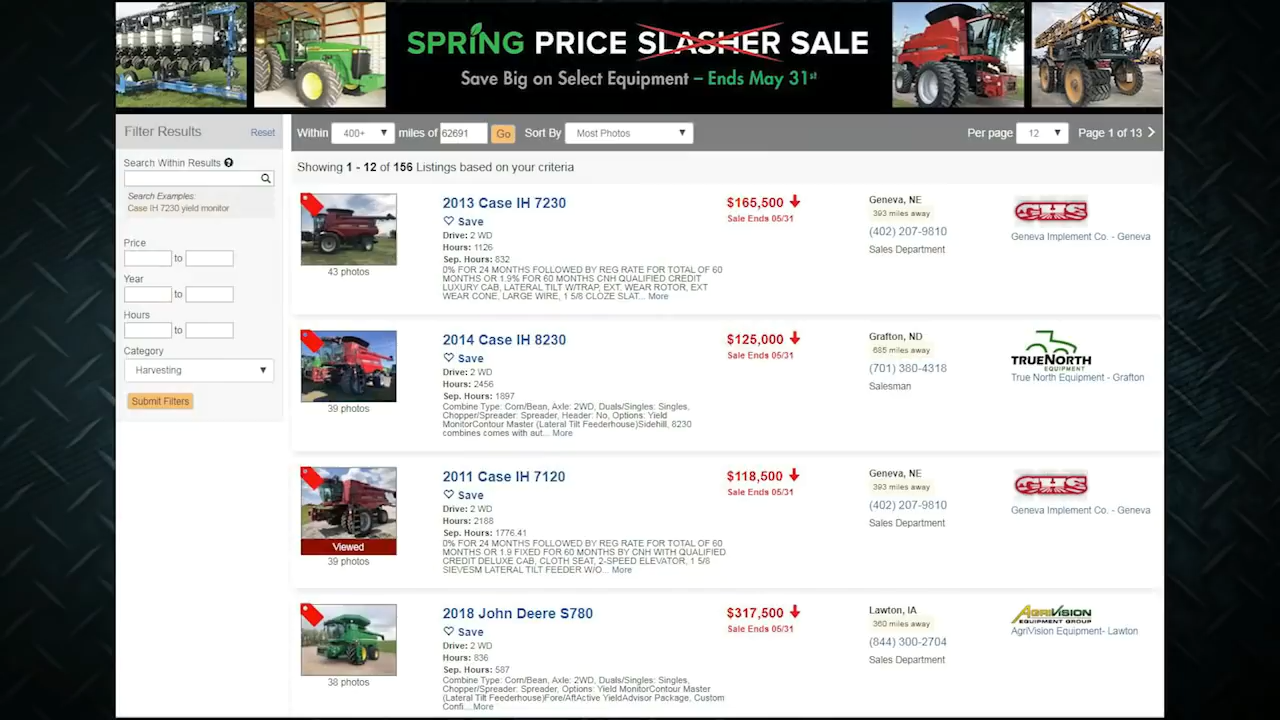 SPRING PRICE SLASHER SALE
Save Big on Select Equipment – Ends May 31st
Filter Results
Reset
Within 400+ miles of 62691 Go Sort By Most Photos
Per page 12 Page 1 of 13
Search Within Results
Search Examples:
Case IH 7230 yield monitor
Price
to
Year
to
Hours
to
Category
Harvesting
Submit Filters
Showing 1 - 12 of 156 Listings based on your criteria
43 photos
2013 Case IH 7230
Save
Drive: 2 WD
Hours: 1126
Sep. Hours: 832
0% FOR 24 MONTHS FOLLOWED BY REG RATE FOR TOTAL OF 60
MONTHS OR 1.9% FOR 60 MONTHS CNH QUALIFIED CREDIT
LUXURY CAB, LATERAL TILT W/TRAP, EXT. WEAR ROTOR, EXT
WEAR CONE, LARGE WIRE, 1 5/8 CLOZE SLAT... More
$165,500
Sale Ends 05/31
Geneva, NE
393 miles away
(402) 207-9810
Sales Department
GHS
Geneva Implement Co. - Geneva
39 photos
2014 Case IH 8230
Save
Drive: 2 WD
Hours: 2456
Sep. Hours: 1897
Combine Type: Corn/Bean, Axle: 2WD, Duals/Singles: Singles,
Chopper/Spreader: Spreader, Header: No, Options: Yield
MonitorContour Master (Lateral Tilt Feederhouse)Sidehill, 8230
combines comes with aut... More
$125,000
Sale Ends 05/31
Grafton, ND
685 miles away
(701) 380-4318
Salesman
TRUENORTH
EQUIPMENT
True North Equipment - Grafton
Viewed
39 photos
2011 Case IH 7120
Save
Drive: 2 WD
Hours: 2188
Sep. Hours: 1776.41
0% FOR 24 MONTHS FOLLOWED BY REG RATE FOR TOTAL OF 60
MONTHS OR 1.9 FIXED FOR 60 MONTHS BY CNH WITH QUALIFIED
CREDIT DELUXE CAB, CLOTH SEAT, 2-SPEED ELEVATOR, 1 5/8
SIEVESM LATERAL TILT FEEDER W/O... More
$118,500
Sale Ends 05/31
Geneva, NE
393 miles away
(402) 207-9810
Sales Department
GHS
Geneva Implement Co. - Geneva
38 photos
2018 John Deere S780
Save
Drive: 2 WD
Hours: 836
Sep. Hours: 587
Combine Type: Corn/Bean, Axle: 2WD, Duals/Singles: Singles,
Chopper/Spreader: Spreader, Options: Yield MonitorContour Master
(Lateral Tilt Feederhouse)Fore/AftActive YieldAdvisor Package, Custom
Confi... More
$317,500
Sale Ends 05/31
Lawton, IA
360 miles away
(844) 300-2704
Sales Department
AGRIVISION
EQUIPMENT GROUP
AgriVision Equipment- Lawton